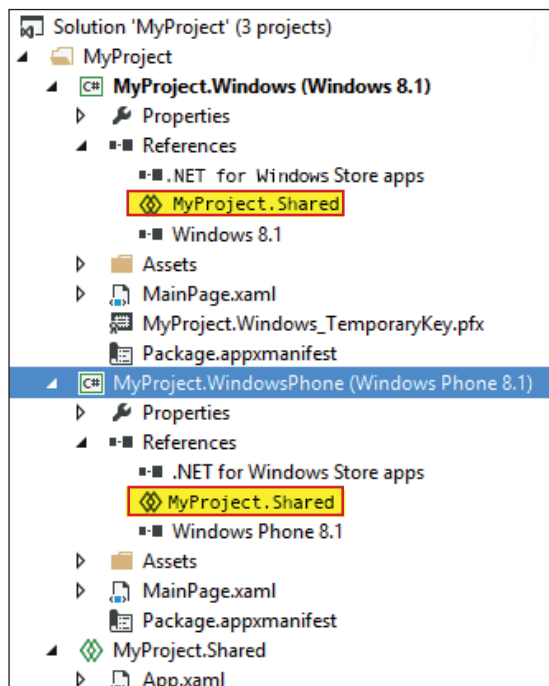 Solution 'MyProject' (3 projects)
MyProject
C# MyProject.Windows (Windows 8.1)
Properties
References
.NET for Windows Store apps
MyProject.Shared
Windows 8.1
Assets
MainPage.xaml
MyProject.Windows_TemporaryKey.pfx
Package.appxmanifest
C# MyProject.WindowsPhone (Windows Phone 8.1)
Properties
References
.NET for Windows Store apps
MyProject.Shared
Windows Phone 8.1
Assets
MainPage.xaml
Package.appxmanifest
MyProject.Shared
App.xaml